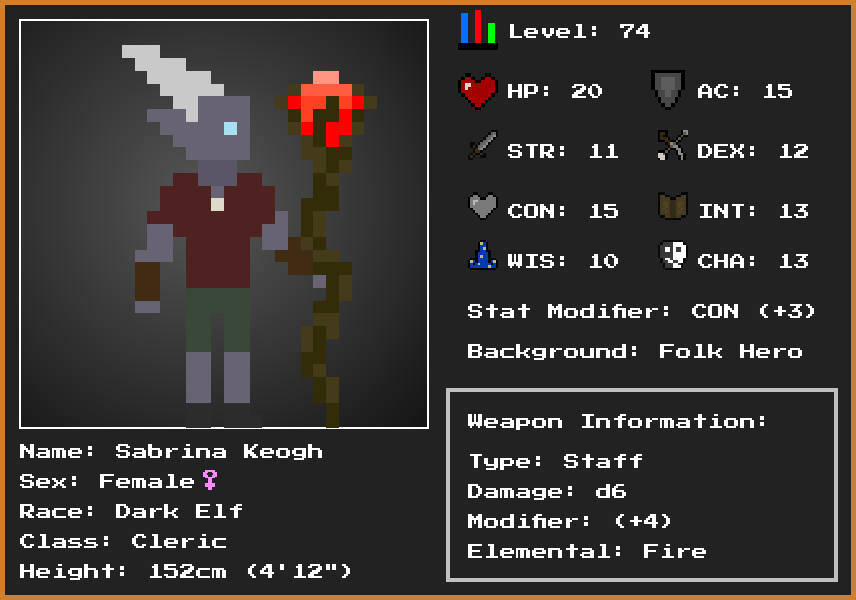 Level: 74
HP: 20
AC: 15
STR: 11
DEX: 12
CON: 15
INT: 13
WIS: 10
CHA: 13
Stat Modifier: CON (+3)
Background: Folk Hero
Weapon Information:
Type: Staff
Damage: d6
Modifier: (+4)
Elemental: Fire
Name: Sabrina Keogh
Sex: Female♀
Race: Dark Elf
Class: Cleric
Height: 152cm (4'12")